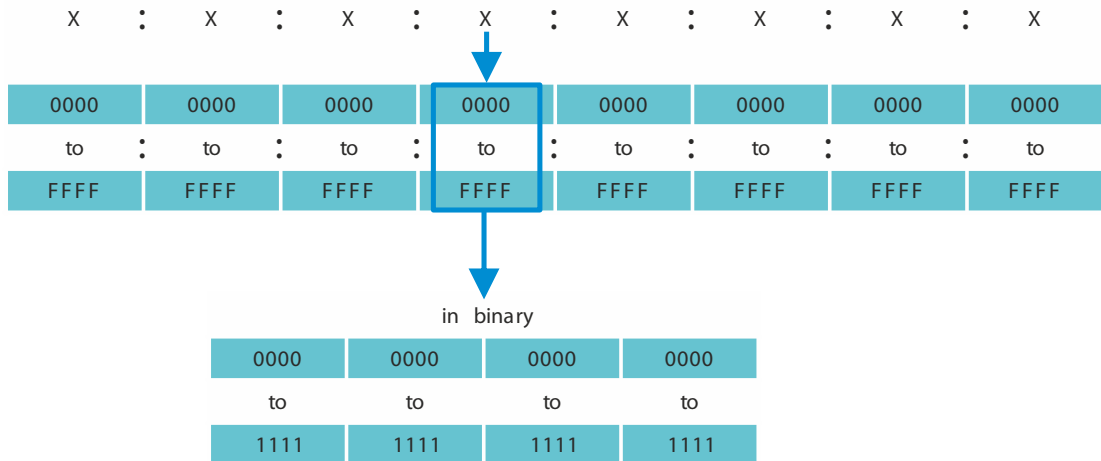 X : X : X : X : X : X : X : X
0000 0000 0000 0000 0000 0000 0000 0000
to : to : to : to : to : to : to : to
FFFF FFFF FFFF FFFF FFFF FFFF FFFF FFFF
in binary
0000 0000 0000 0000
to to to to
1111 1111 1111 1111